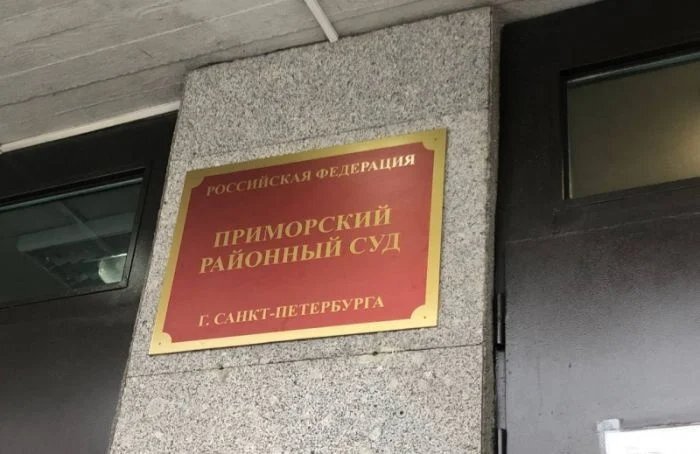 РОССИЙСКАЯ ФЕДЕРАЦИЯ
ПРИМОРСКИЙ
РАЙОННЫЙ СУД
Г. САНКТ-ПЕТЕРБУРГА